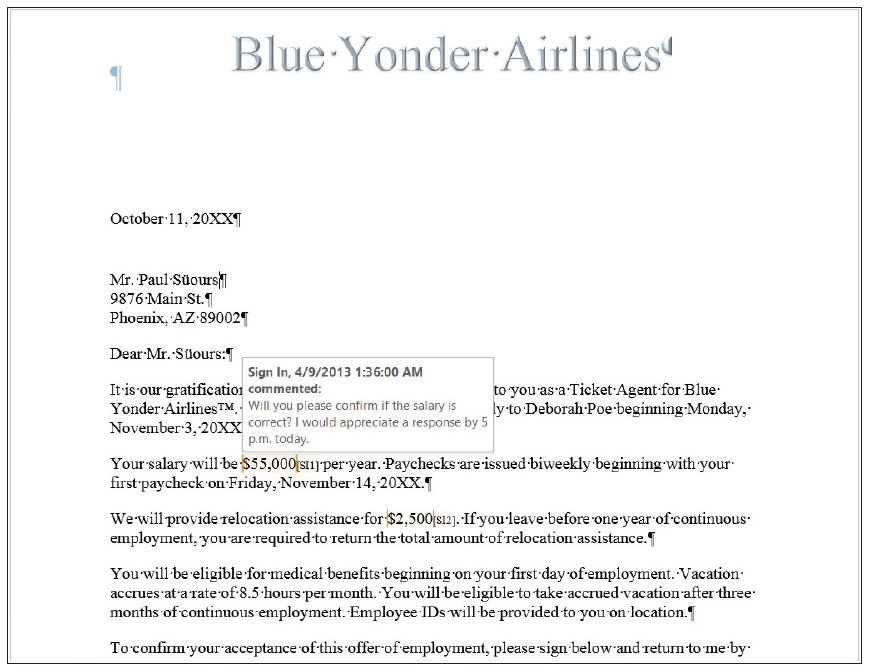 Blue Yonder Airlines
October 11, 20XX¶
Mr. Paul Süours¶
9876 Main St.¶
Phoenix, AZ 89002¶
Dear Mr. Süours:¶
Sign In, 4/9/2013 1:36:00 AM
commented:
Will you please confirm if the salary is
correct? I would appreciate a response by 5
p.m. today.
It is our gratification to you as a Ticket Agent for Blue
Yonder Airlines™. ly to Deborah Poe beginning Monday,
November 3, 20XX
Your salary will be $55,000[SI1] per year. Paychecks are issued biweekly beginning with your
first paycheck on Friday, November 14, 20XX.¶
We will provide relocation assistance for $2,500[SI2]. If you leave before one year of continuous
employment, you are required to return the total amount of relocation assistance.¶
You will be eligible for medical benefits beginning on your first day of employment. Vacation
accrues at a rate of 8.5 hours per month. You will be eligible to take accrued vacation after three
months of continuous employment. Employee IDs will be provided to you on location.¶
To confirm your acceptance of this offer of employment, please sign below and return to me by